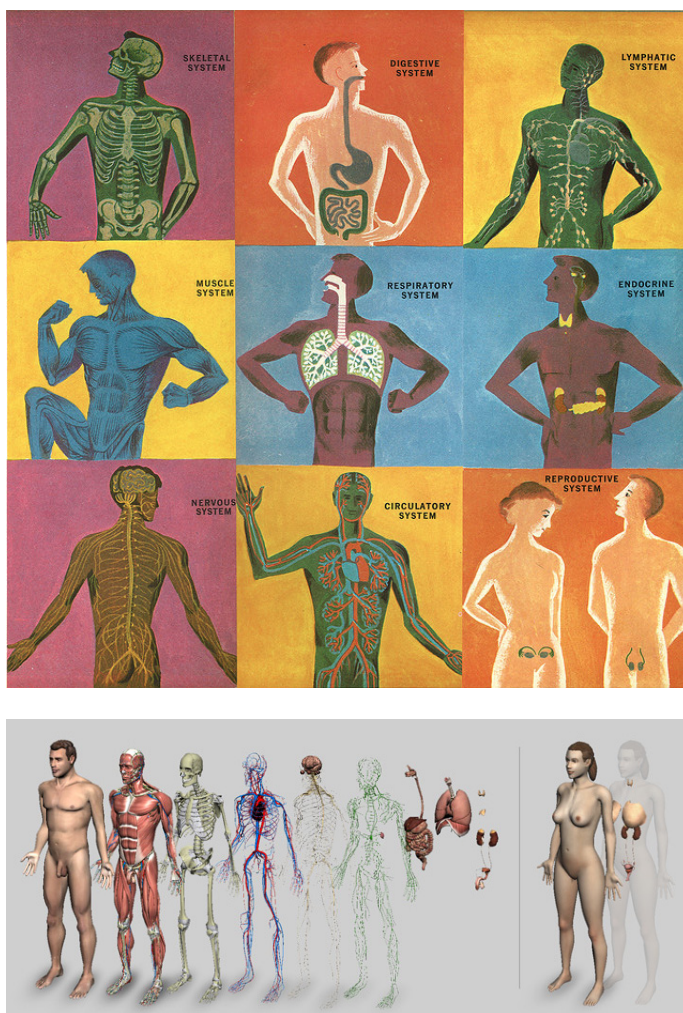 SKELETAL
SYSTEM
DIGESTIVE
SYSTEM
LYMPHATIC
SYSTEM
MUSCLE
SYSTEM
RESPIRATORY
SYSTEM
ENDOCRINE
SYSTEM
NERVOUS
SYSTEM
CIRCULATORY
SYSTEM
REPRODUCTIVE
SYSTEM